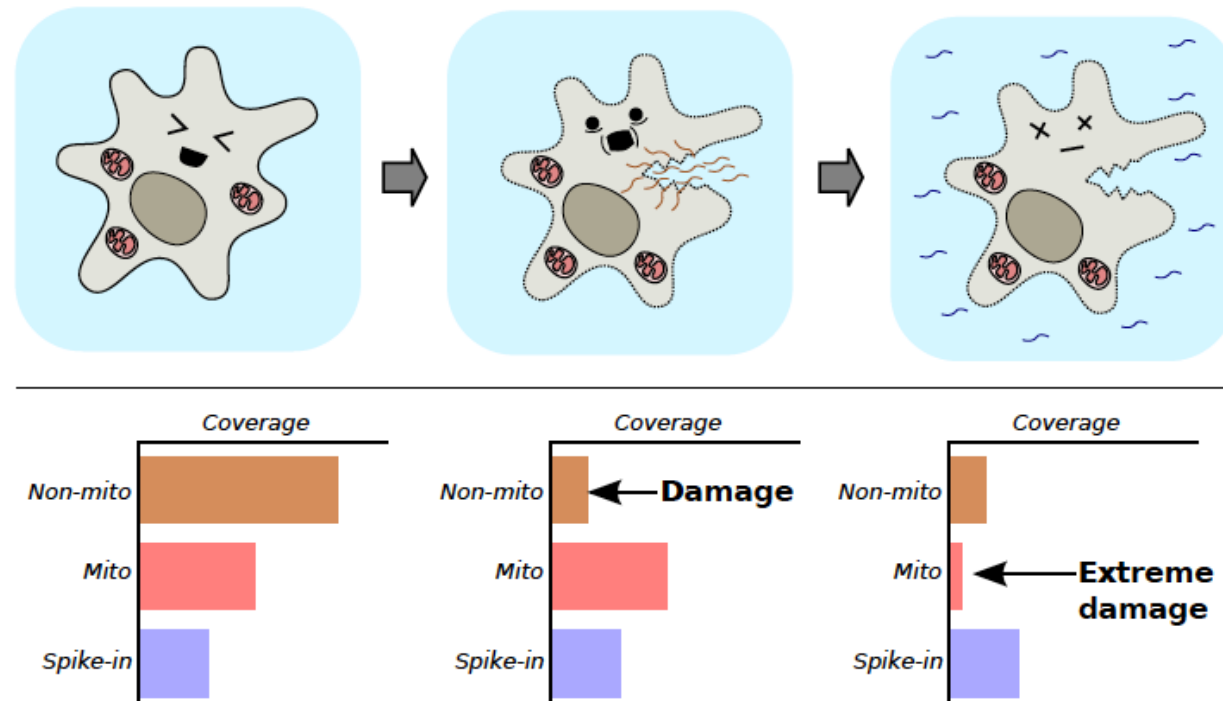 Coverage
Non-mito
Mito
Spike-in
Coverage
Non-mito
Damage
Mito
Spike-in
Coverage
Non-mito
Mito
Extreme
damage
Spike-in